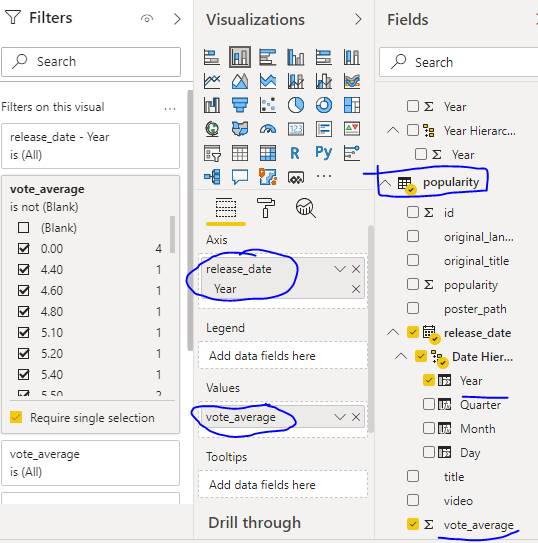 Filters
Search
Filters on this visual ...
release_date - Year
is (All)
vote_average
is not (Blank)
(Blank)
0.00 4
4.40 1
4.60 1
4.80 1
5.10 1
5.20 1
5.40 1
5.50 2
Require single selection
vote_average
is (All)
Visualizations
R Py
123
...
Axis
release_date
Year
Legend
Add data fields here
Values
vote_average
Tooltips
Add data fields here
Drill through
Fields
Search
Σ Year
Year Hierarc...
Σ Year
popularity
Σ id
original_lan...
original_title
Σ popularity
poster_path
release_date
Date Hier...
Year
Quarter
Month
Day
title
video
Σ vote_average